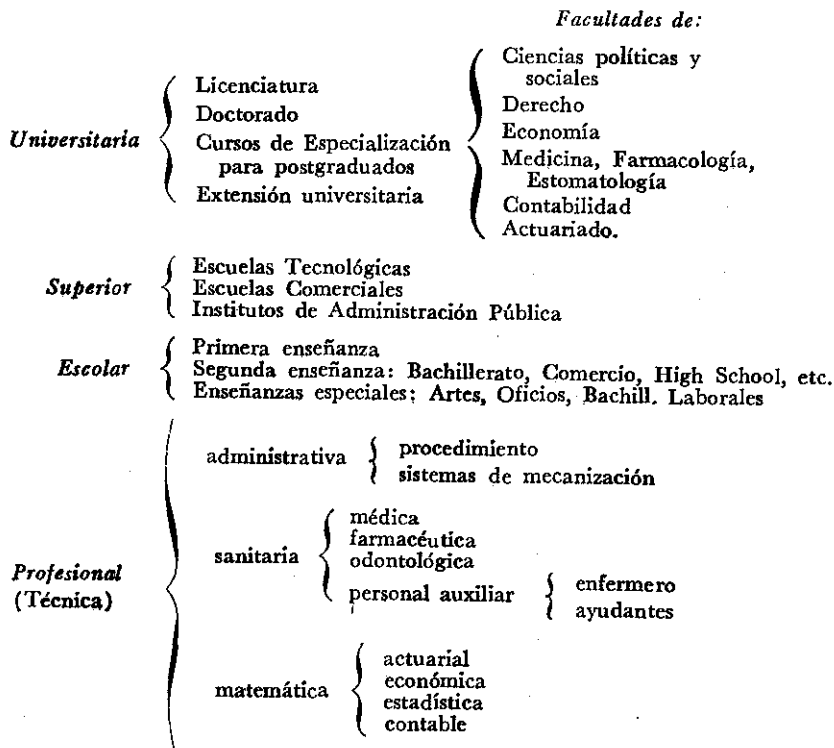 Facultades de:
Universitaria
Licenciatura
Doctorado
Cursos de Especialización
para postgraduados
Extensión universitaria
Ciencias políticas y
sociales
Derecho
Economía
Medicina, Farmacología,
Estomatología
Contabilidad
Actuariado.
Superior
Escuelas Tecnológicas
Escuelas Comerciales
Institutos de Administración Pública
Escolar
Primera enseñanza
Segunda enseñanza: Bachillerato, Comercio, High School, etc.
Enseñanzas especiales: Artes, Oficios, Bachill. Laborales
Profesional
(Técnica)
administrativa
procedimiento
sistemas de mecanización
sanitaria
médica
farmacéutica
odontológica
personal auxiliar
enfermero
ayudantes
matemática
actuarial
económica
estadística
contable